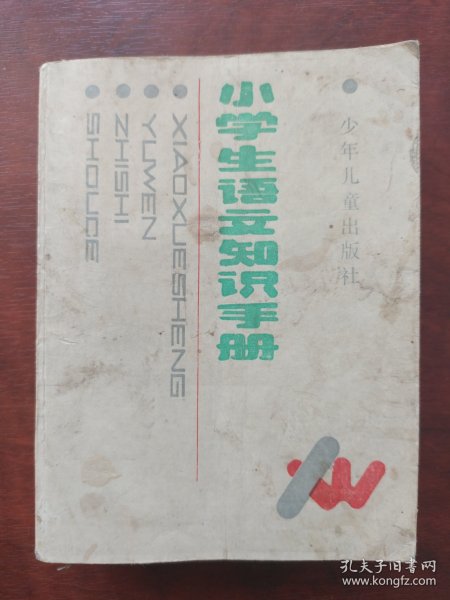 少年儿童出版社
小学生语文知识手册
XIAOXUESHENG
YUWEN
ZHISHI
SHOUCE
孔夫子旧书网
www.kongfz.com